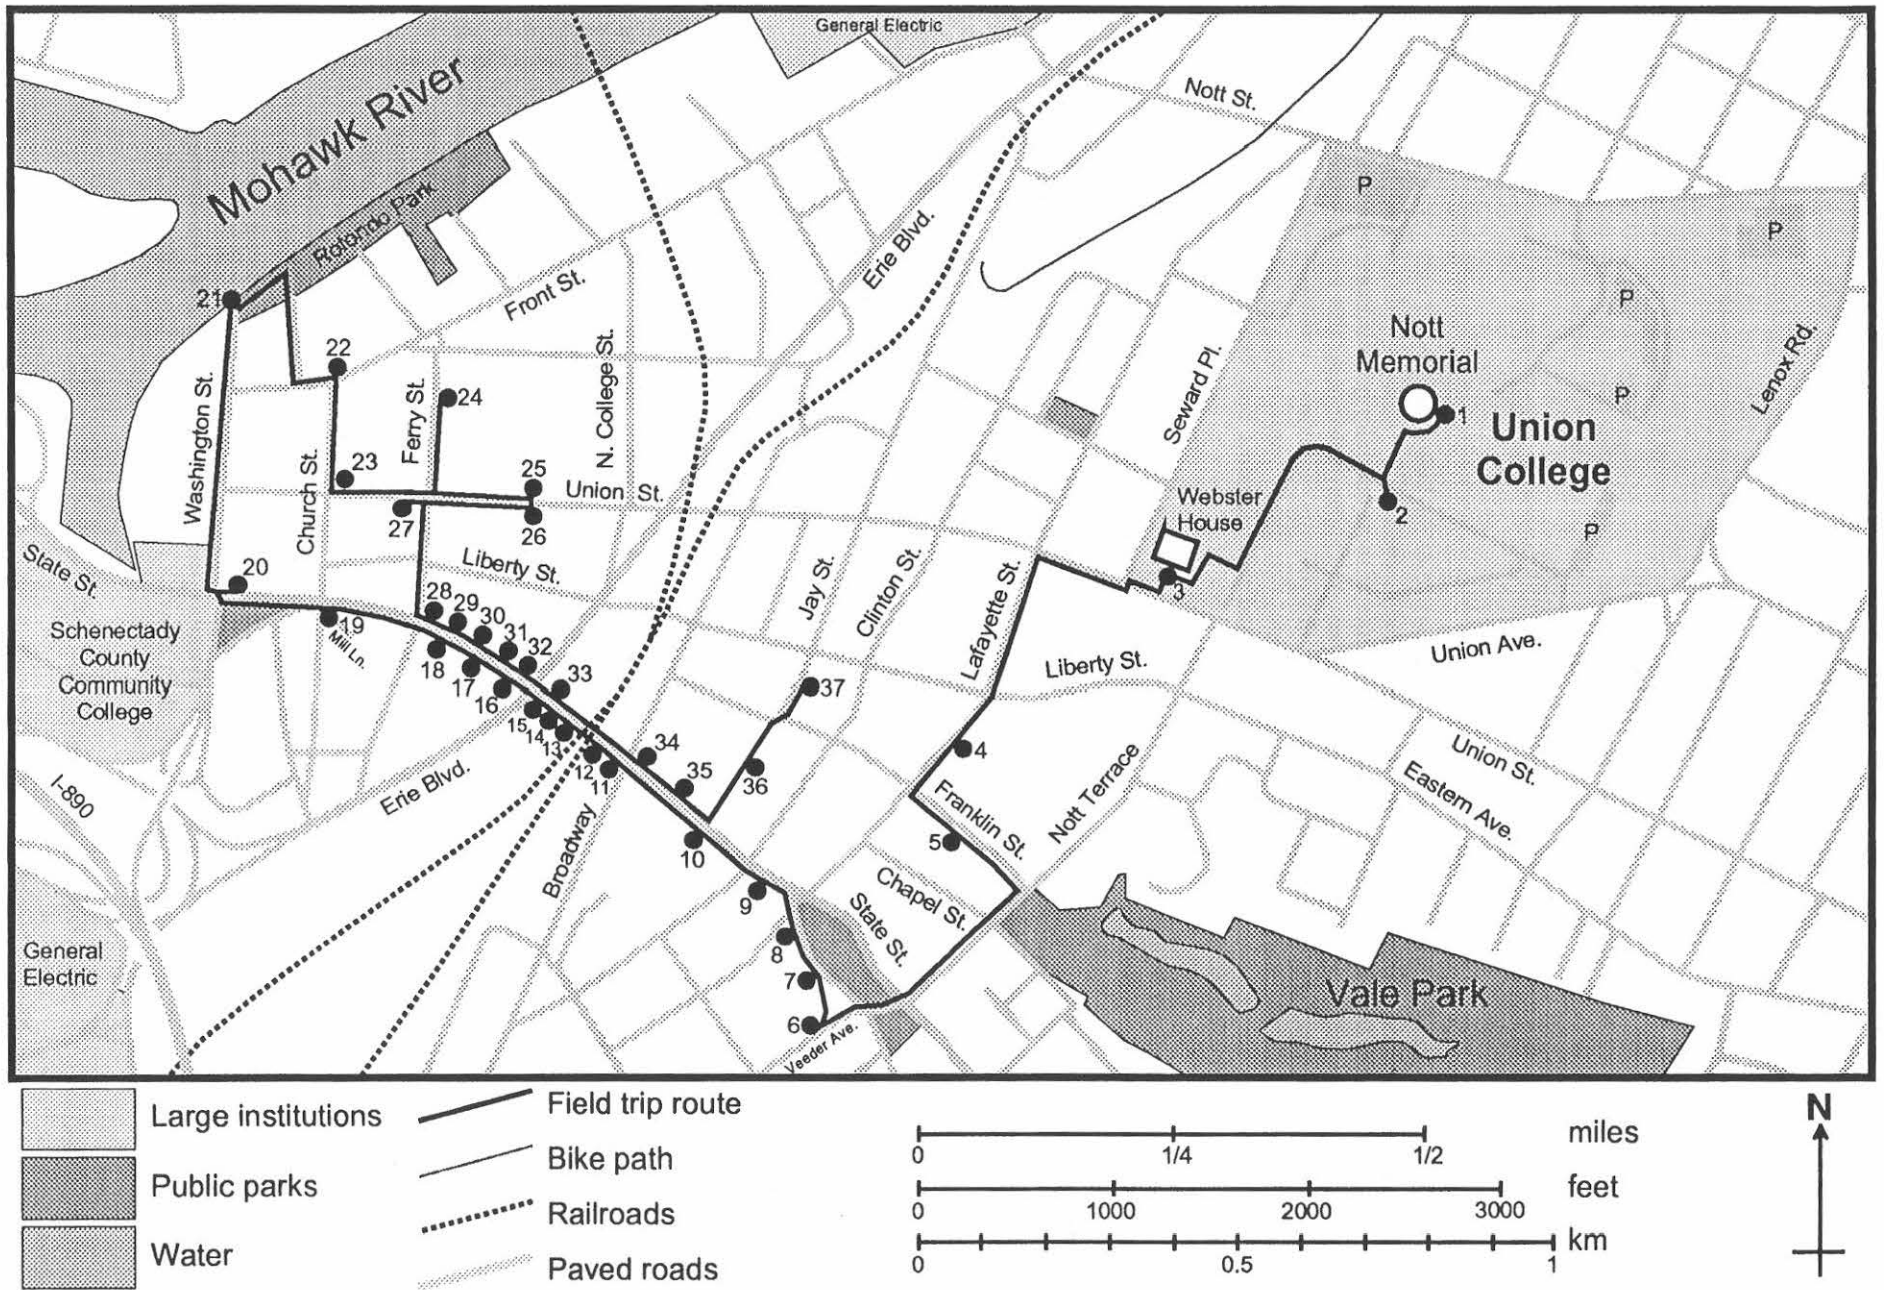 General Electric
Mohawk River
Nott St.
P
P
Rotondo Park
Erie Blvd.
21
Front St.
P
Nott
Memorial
22
N. College St.
Seward Pl.
Lenox Rd.
Washington St.
Ferry St.
24
P
1
Union
College
Church St.
23
25
Union St.
Webster
House
27
26
2
P
State St.
20
Liberty St.
Jay St.
Clinton St.
Lafayette St.
3
28
29
30
31
32
19
Mill Ln.
Schenectady
County
Community
College
18
17
16
33
15
14
13
12
11
37
Liberty St.
Union Ave.
34
35
36
4
Union St.
Eastern Ave.
I-890
Erie Blvd.
Broadway
Franklin St.
Nott Terrace
5
10
Chapel St.
9
State St.
8
General
Electric
7
6
Veeder Ave.
Vale Park
Large institutions
Public parks
Water
Field trip route
Bike path
Railroads
Paved roads
miles
0 1/4 1/2
feet
0 1000 2000 3000
km
0 0.5 1
N